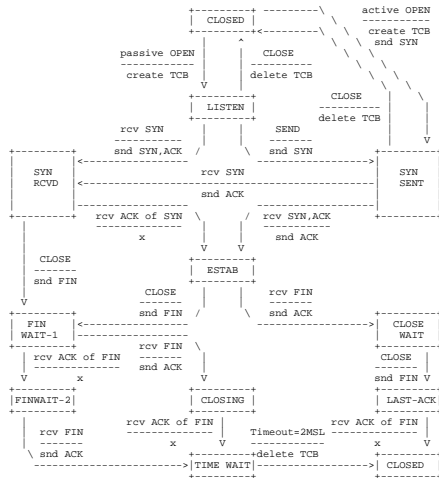 active OPEN
CLOSED
create TCB
snd SYN
passive OPEN CLOSE
create TCB delete TCB
CLOSE
LISTEN
delete TCB
rcv SYN SEND
snd SYN,ACK snd SYN
SYN RCVD
rcv SYN
snd ACK
SYN SENT
rcv ACK of SYN rcv SYN,ACK
x snd ACK
CLOSE
snd FIN
ESTAB
CLOSE rcv FIN
snd FIN snd ACK
FIN WAIT-1
CLOSE WAIT
rcv FIN
snd ACK
rcv ACK of FIN
x
CLOSE
snd FIN
FINWAIT-2 CLOSING LAST-ACK
rcv ACK of FIN rcv ACK of FIN
rcv FIN Timeout=2MSL
x x
snd ACK delete TCB
TIME WAIT CLOSED